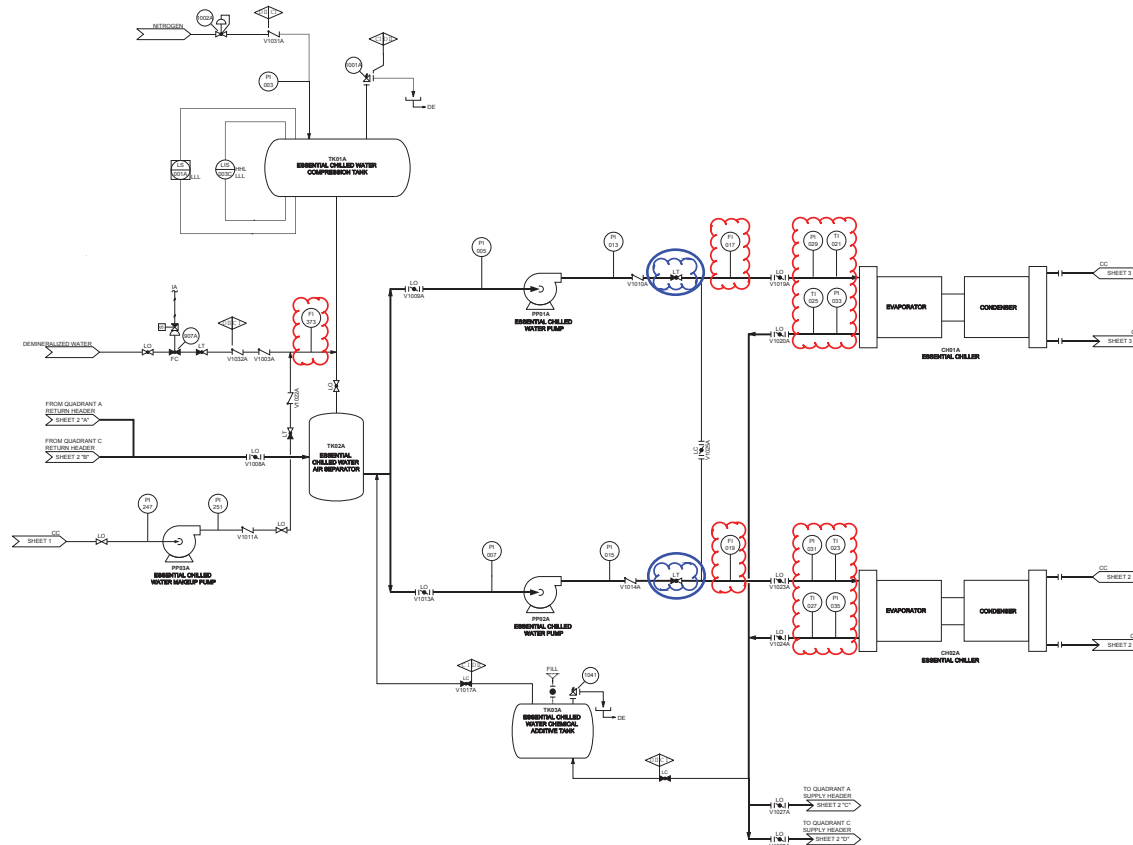 NITROGEN
1002A
V1031A
PI
003
1001A
DE
LS
001A
LLL
LIS
003C
HHL
LLL
TK01A
ESSENTIAL CHILLED WATER
COMPRESSION TANK
PI
005
PI
013
LT
V1010A
FI
017
LO
V1019A
PI
029
TI
021
TI
025
PI
033
LO
V1020A
EVAPORATOR
CONDENSER
CC
SHEET 3
SHEET 3
CH01A
ESSENTIAL CHILLER
LO
V1009A
PP01A
ESSENTIAL CHILLED
WATER PUMP
IA
907A
DEMINERALIZED WATER
LO
FC
LT
V1032A
V1003A
FI
373
V1022A
LO
LT
FROM QUADRANT A
RETURN HEADER
SHEET 2 "A"
FROM QUADRANT C
RETURN HEADER
SHEET 2 "B"
LO
V1008A
TK02A
ESSENTIAL
CHILLED WATER
AIR SEPARATOR
LC
V1025A
CC
SHEET 1
LO
PI
247
PI
251
V1011A
LO
PP03A
ESSENTIAL CHILLED
WATER MAKEUP PUMP
PI
007
PI
015
LT
V1014A
FI
019
LO
V1023A
PI
031
TI
023
TI
027
PI
035
LO
V1024A
EVAPORATOR
CONDENSER
CC
SHEET 2
SHEET 2
CH02A
ESSENTIAL CHILLER
LO
V1013A
PP02A
ESSENTIAL CHILLED
WATER PUMP
LC
V1017A
FILL
1041
DE
TK03A
ESSENTIAL CHILLED
WATER CHEMICAL
ADDITIVE TANK
LC
TO QUADRANT A
SUPPLY HEADER
LO
SHEET 2 "C"
V1027A
TO QUADRANT C
SUPPLY HEADER
LO
SHEET 2 "D"